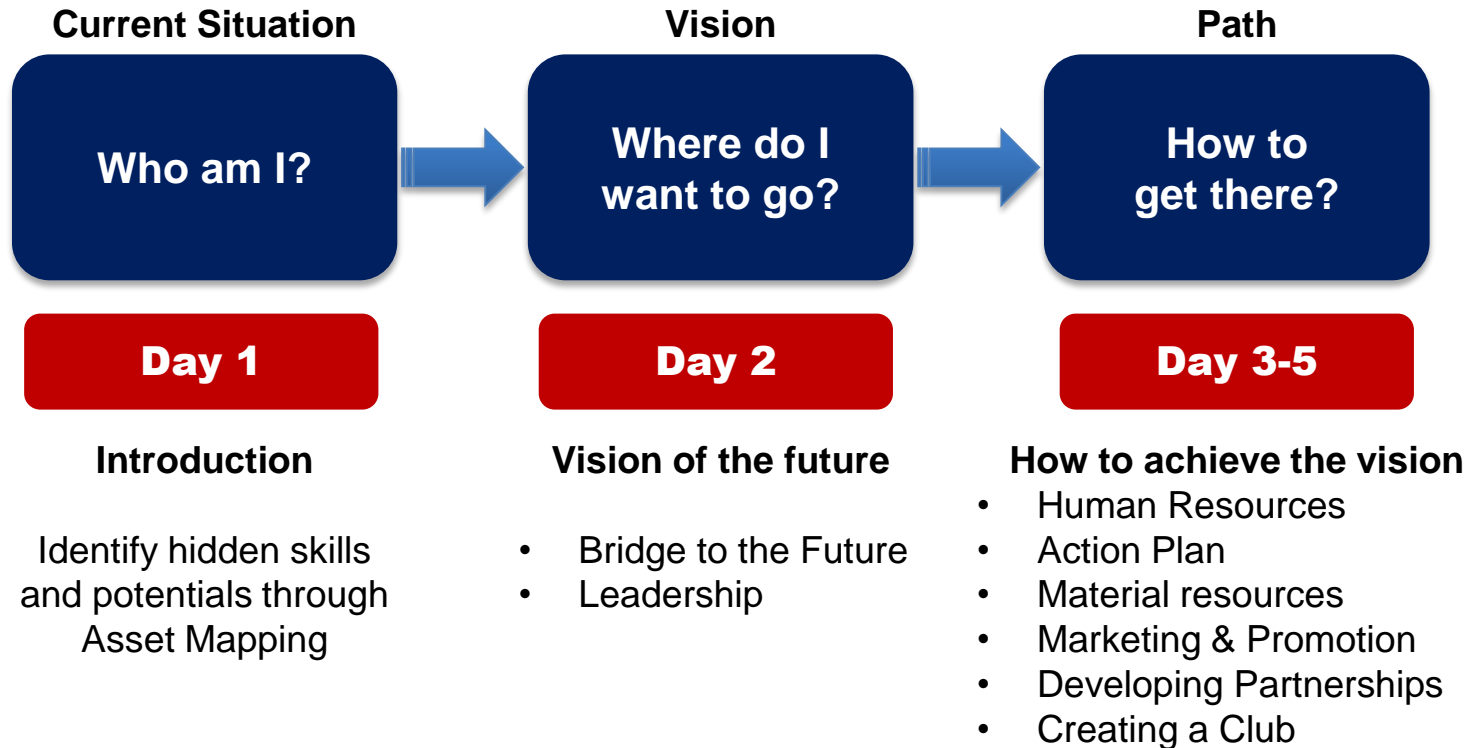 Current Situation
Who am I?
Day 1
Introduction
Identify hidden skills
and potentials through
Asset Mapping
Vision
Where do I
want to go?
Day 2
Vision of the future
• Bridge to the Future
• Leadership
Path
How to
get there?
Day 3-5
How to achieve the vision
• Human Resources
• Action Plan
• Material resources
• Marketing & Promotion
• Developing Partnerships
• Creating a Club